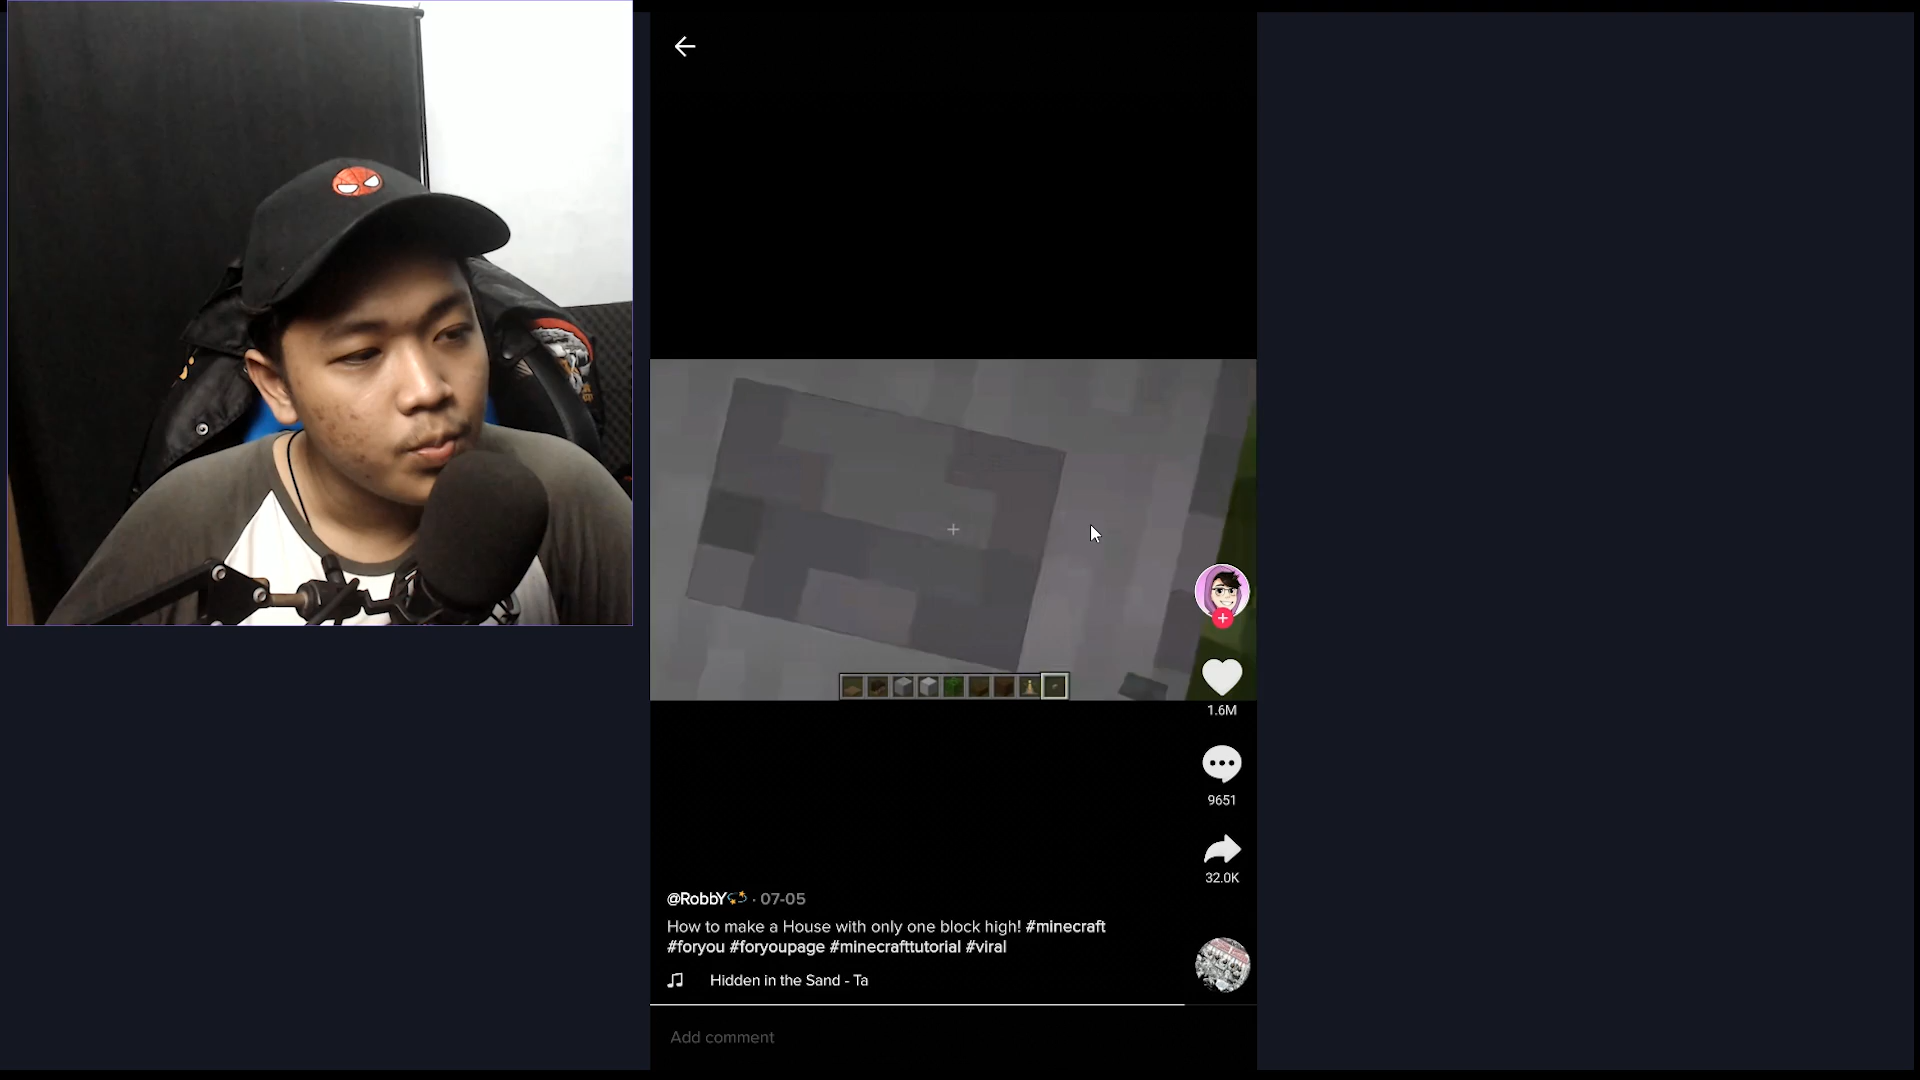 1.6M
9651
32.0K
@RobbY · 07-05
How to make a House with only one block high! #minecraft
#foryou #foryoupage #minecrafttutorial #viral
Hidden in the Sand - Ta
Add comment